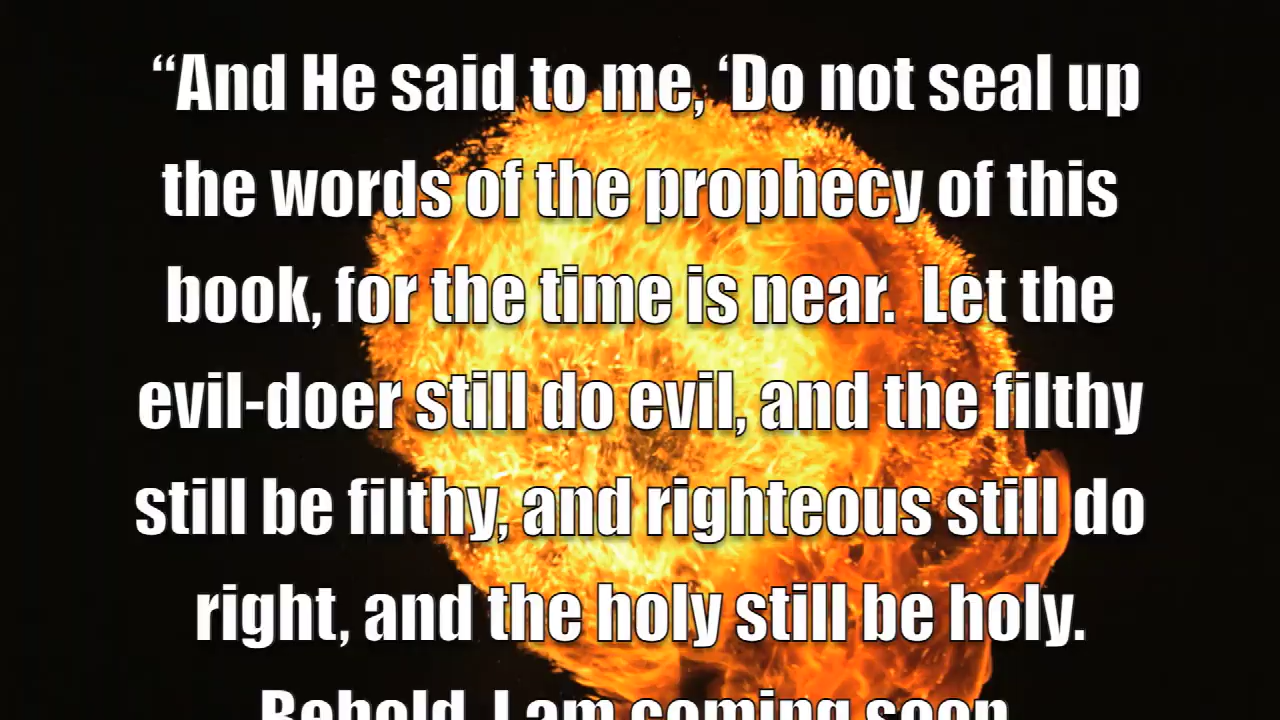 “And He said to me, ‘Do not seal up
the words of the prophecy of this
book, for the time is near.  Let the
evil-doer still do evil, and the filthy
still be filthy, and righteous still do
right, and the holy still be holy.
Behold, I am coming soon